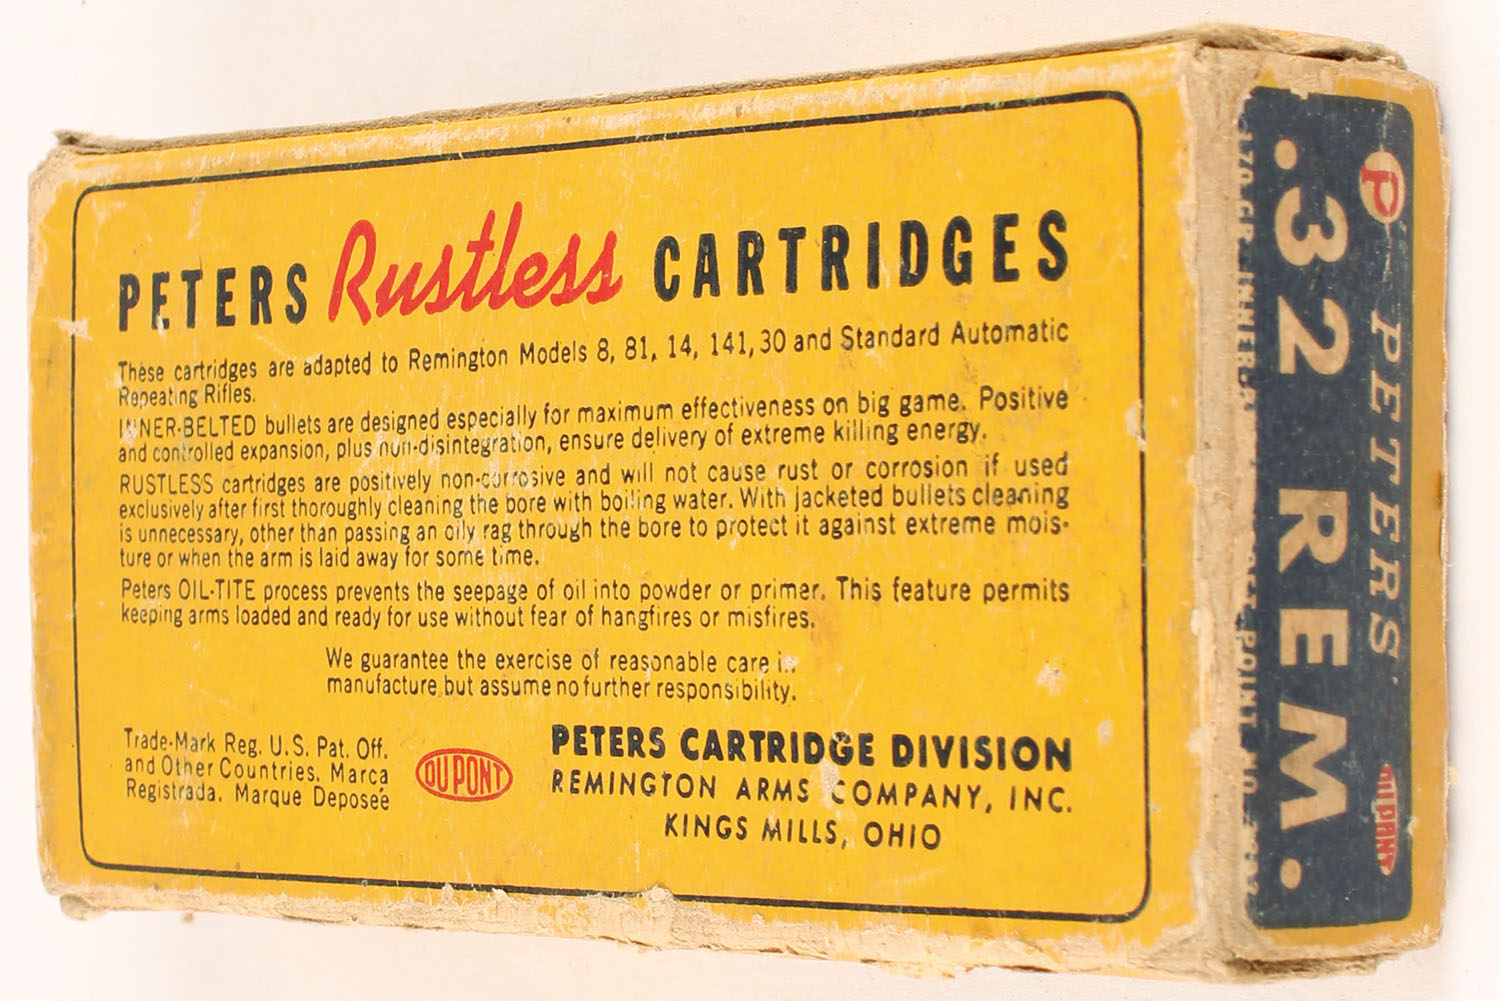 PETERS Rustless CARTRIDGES
These cartridges are adapted to Remington Models 8, 81, 14, 141, 30 and Standard Automatic
Repeating Rifles.
INNER-BELTED bullets are designed especially for maximum effectiveness on big game. Positive
and controlled expansion, plus non-disintegration, ensure delivery of extreme killing energy.
RUSTLESS cartridges are positively non-corrosive and will not cause rust or corrosion if used
exclusively after first thoroughly cleaning the bore with boiling water. With jacketed bullets cleaning
is unnecessary, other than passing an oily rag through the bore to protect it against extreme mois-
ture or when the arm is laid away for some time.
Peters OIL-TITE process prevents the seepage of oil into powder or primer. This feature permits
keeping arms loaded and ready for use without fear of hangfires or misfires.
We guarantee the exercise of reasonable care in
manufacture but assume no further responsibility.
Trade-Mark Reg. U.S. Pat. Off.
and Other Countries. Marca
Registrada. Marque Deposée
DU PONT
PETERS CARTRIDGE DIVISION
REMINGTON ARMS COMPANY, INC.
KINGS MILLS, OHIO
P PETERS DU PONT
.32 REM.
170 GR. POINT NO.